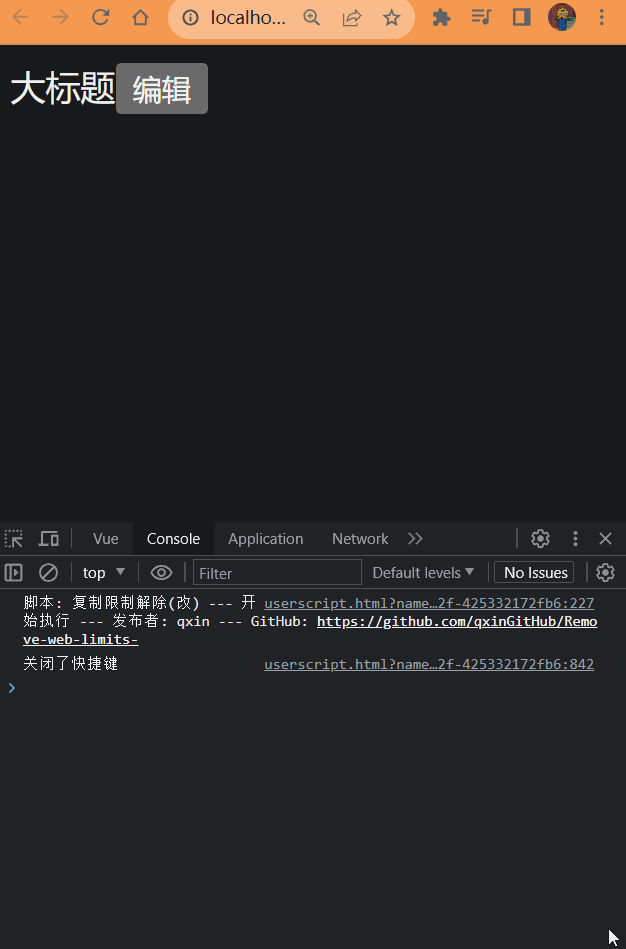 localho...
大标题 编辑
Vue Console Application Network
top Filter Default levels No Issues
脚本: 复制限制解除(改) --- 开 userscript.html?name…2f-425332172fb6:227
始执行 --- 发布者: qxin --- GitHub: https://github.com/qxinGitHub/Remo
ve-web-limits-
关闭了快捷键 userscript.html?name…2f-425332172fb6:842